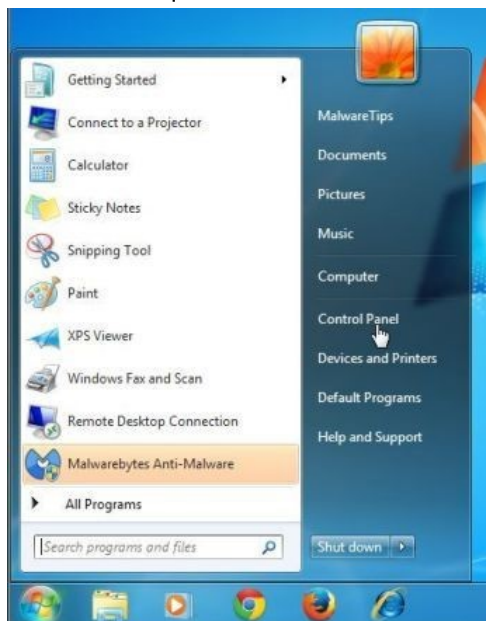 Getting Started
Connect to a Projector
Calculator
Sticky Notes
Snipping Tool
Paint
XPS Viewer
Windows Fax and Scan
Remote Desktop Connection
Malwarebytes Anti-Malware
All Programs
Search programs and files
MalwareTips
Documents
Pictures
Music
Computer
Control Panel
Devices and Printers
Default Programs
Help and Support
Shut down